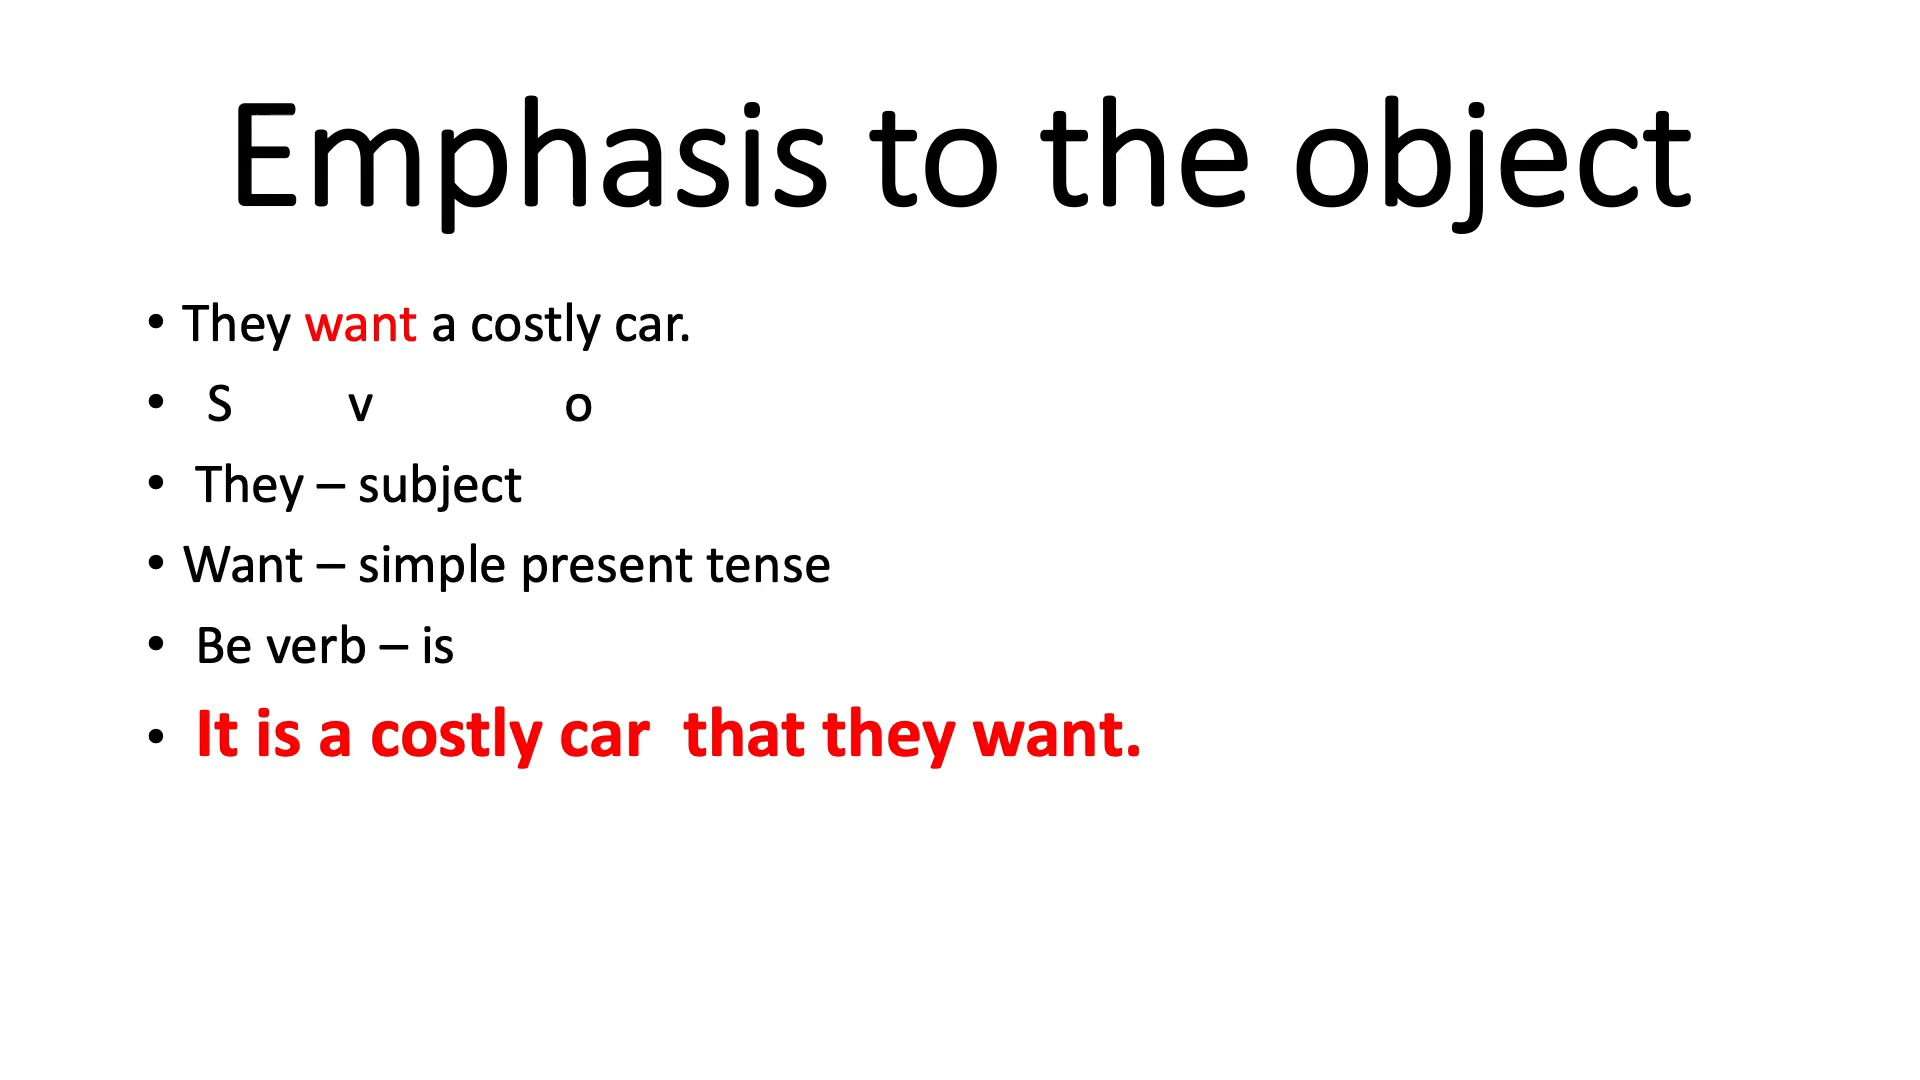 Emphasis to the object
• They want a costly car.
• S v o
• They – subject
• Want – simple present tense
• Be verb – is
• It is a costly car that they want.